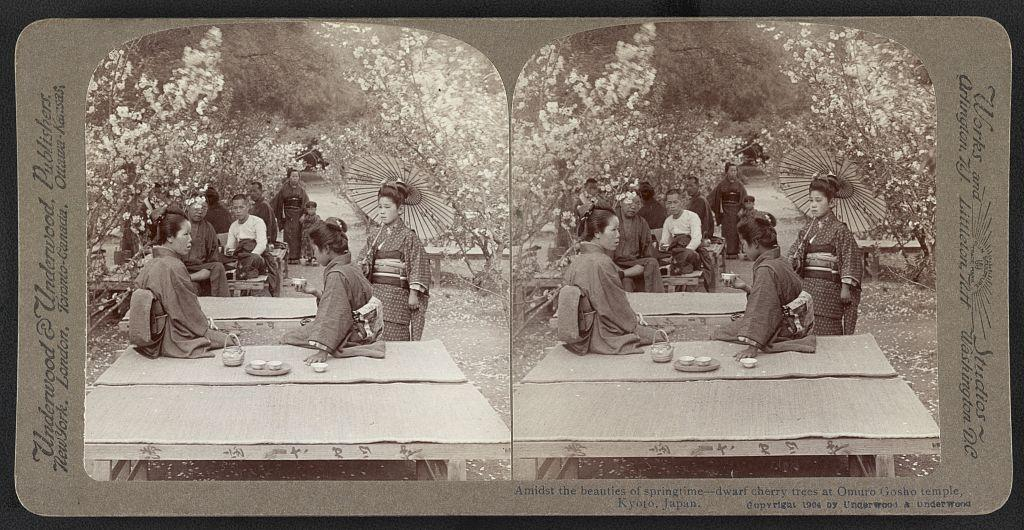 Underwood & Underwood, Publishers.
New York, London, Toronto-Canada, Ottawa-Kansas.
Works and Studios
Arlington, N.J. Littleton, N.H. Washington, D.C.
Amidst the beauties of springtime—dwarf cherry trees at Omuro Gosho temple,
Kyoto, Japan. Copyright 1904 by Underwood & Underwood